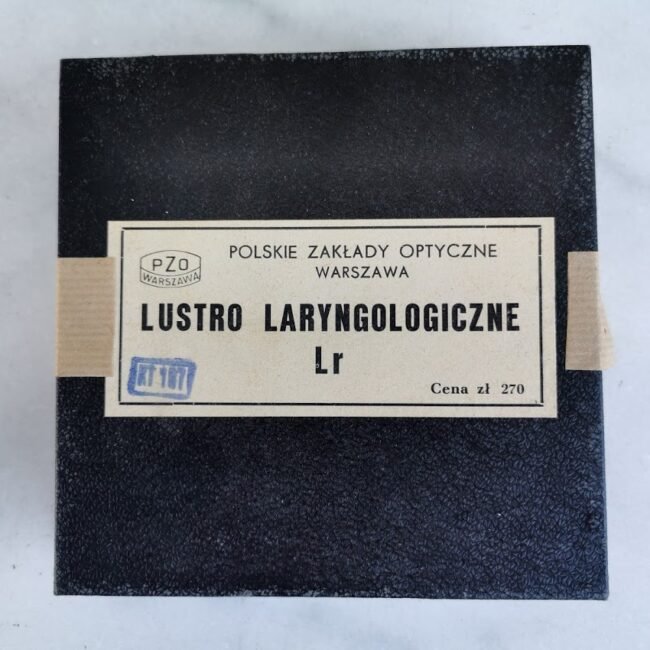 PZO
WARSZAWA
POLSKIE ZAKŁADY OPTYCZNE
WARSZAWA
LUSTRO LARYNGOLOGICZNE
Lr
Cena zł 270